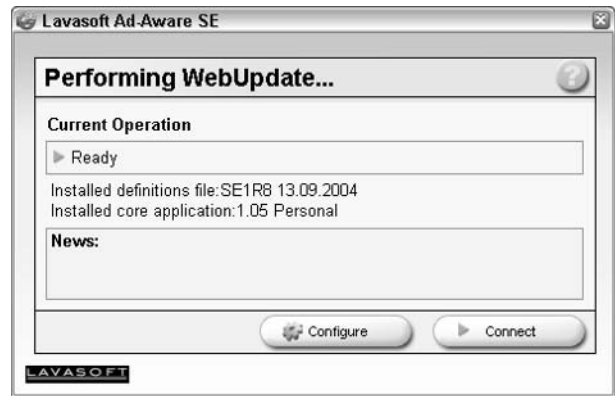 Lavasoft Ad-Aware SE
Performing WebUpdate...
?
Current Operation
Ready
Installed definitions file:SE1R8 13.09.2004
Installed core application:1.05 Personal
News:
Configure
Connect
LAVASOFT